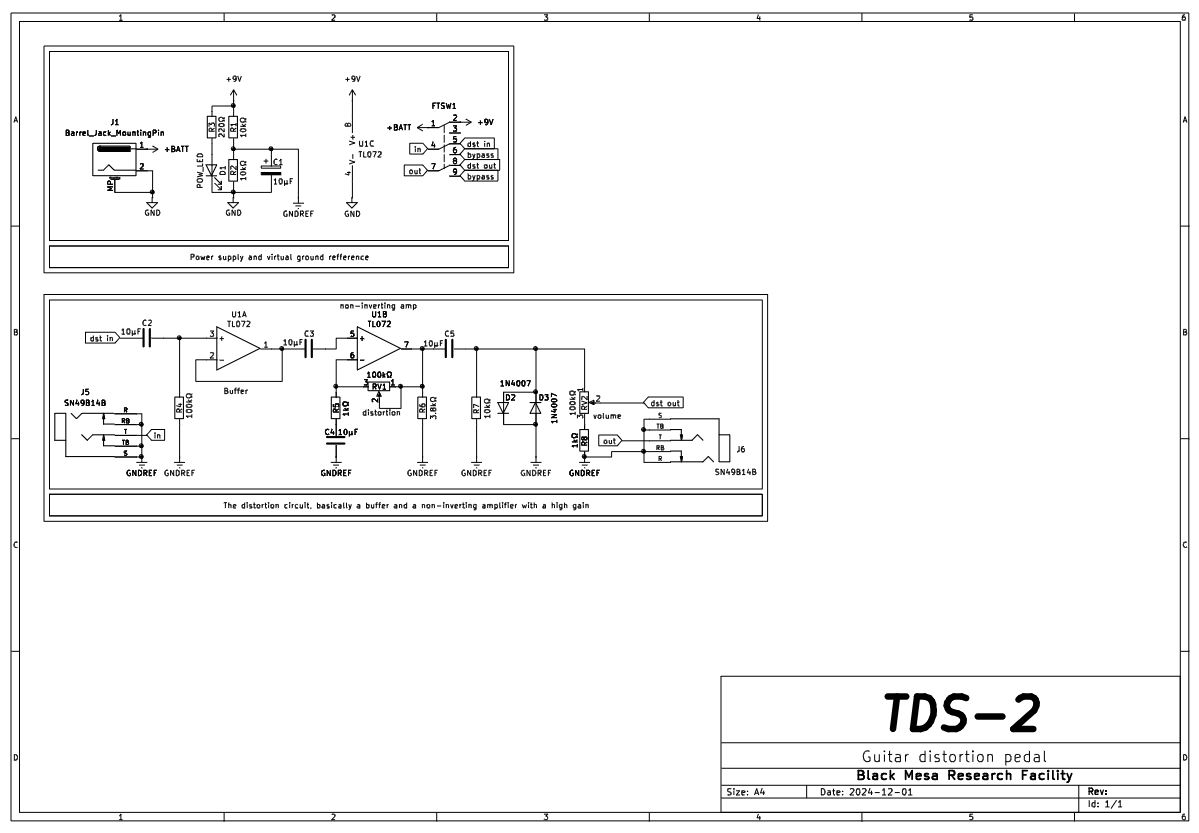 1 2 3 4 5 6
A A
+9V
+9V
FTSW1
J1
Barrel_Jack_MountingPin
1 +BATT
2
MP
GND
R3
220Ω
R1
10kΩ
POW_LED
D1
R2
10kΩ
+ C1
10μF
GND
GNDREF
8
V+
U1C
TL072
V-
4
GND
+BATT 1 2 +9V
3
in 4 5 dst in
6 bypass
out 7 8 dst out
9 bypass
Power supply and virtual ground refference
B B
non-inverting amp
U1A
TL072
U1B
TL072
dst in 10μF C2
3 +
2 -
1
Buffer
10μF C3
5 +
6 -
7
10μF C5
R4
100kΩ
100kΩ
3 RV1 1
2
distortion
R5
1kΩ
C4 10μF
R6
3.8kΩ
R7
10kΩ
1N4007
D2
D3
1N4007
100kΩ
RV2
1
2
3
volume
dst out
1kΩ
R8
J5
SN49B14B
R
RB
T in
TB
S
GNDREF GNDREF GNDREF GNDREF GNDREF GNDREF GNDREF
out
S
TB
T
RB
R
J6
SN49B14B
The distortion circuit, basically a buffer and a non-inverting amplifier with a high gain
C C
TDS-2
Guitar distortion pedal
Black Mesa Research Facility
D D
Size: A4 Date: 2024-12-01 Rev:
Id: 1/1
1 2 3 4 5 6